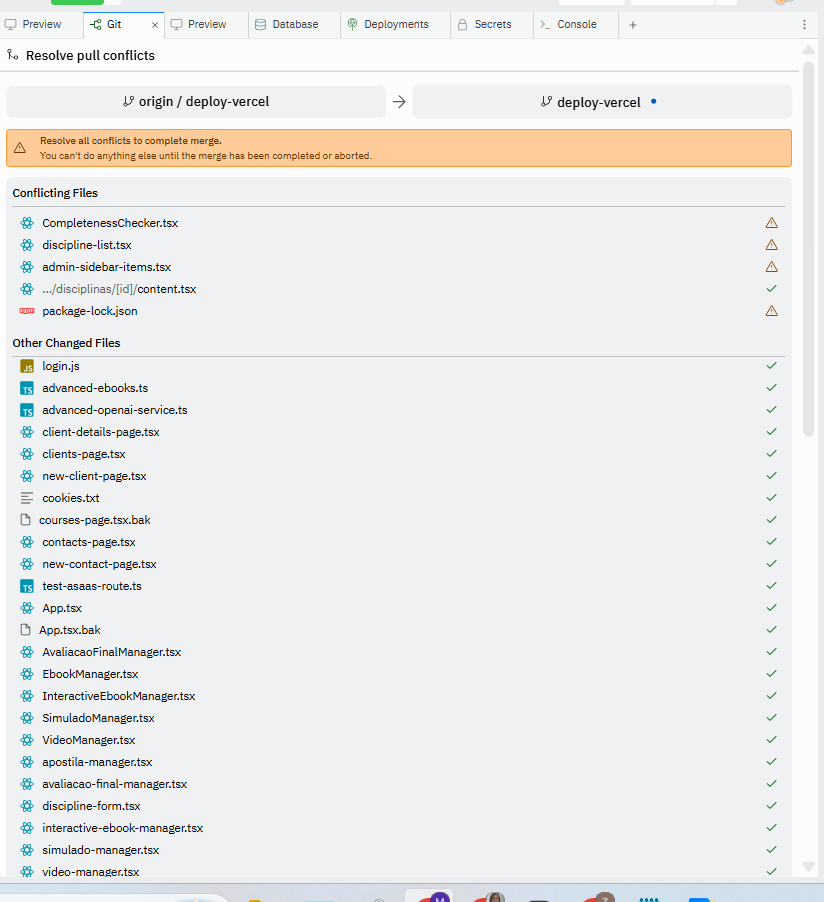 Preview Git × Preview Database Deployments Secrets >_ Console +
Resolve pull conflicts
origin / deploy-vercel → deploy-vercel
Resolve all conflicts to complete merge.
You can't do anything else until the merge has been completed or aborted.
Conflicting Files
CompletenessChecker.tsx
discipline-list.tsx
admin-sidebar-items.tsx
.../disciplinas/[id]/content.tsx
package-lock.json
Other Changed Files
JS login.js
TS advanced-ebooks.ts
TS advanced-openai-service.ts
client-details-page.tsx
clients-page.tsx
new-client-page.tsx
cookies.txt
courses-page.tsx.bak
contacts-page.tsx
new-contact-page.tsx
TS test-asaas-route.ts
App.tsx
App.tsx.bak
AvaliacaoFinalManager.tsx
EbookManager.tsx
InteractiveEbookManager.tsx
SimuladoManager.tsx
VideoManager.tsx
apostila-manager.tsx
avaliacao-final-manager.tsx
discipline-form.tsx
interactive-ebook-manager.tsx
simulado-manager.tsx
video-manager.tsx